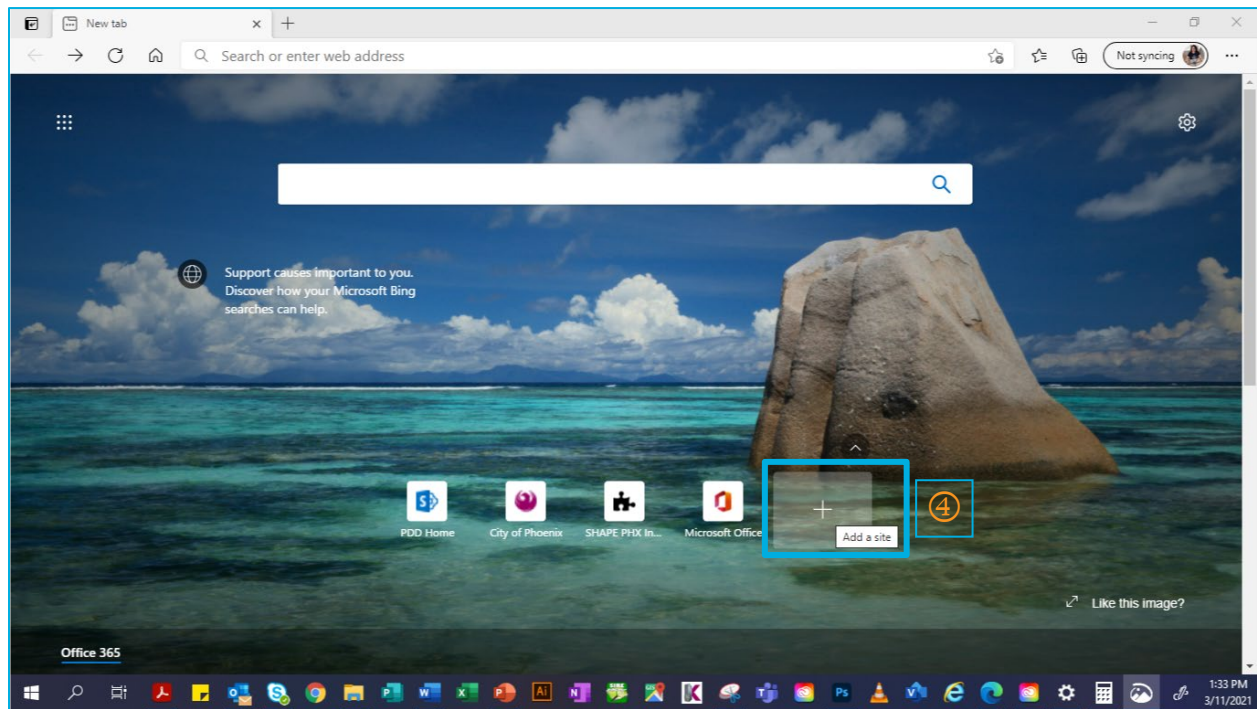 New tab
Search or enter web address
Not syncing
Support causes important to you.
Discover how your Microsoft Bing
searches can help.
PDD Home
City of Phoenix
SHAPE PHX In...
Microsoft Office
Add a site
④
Like this image?
Office 365
1:33 PM
3/11/2021